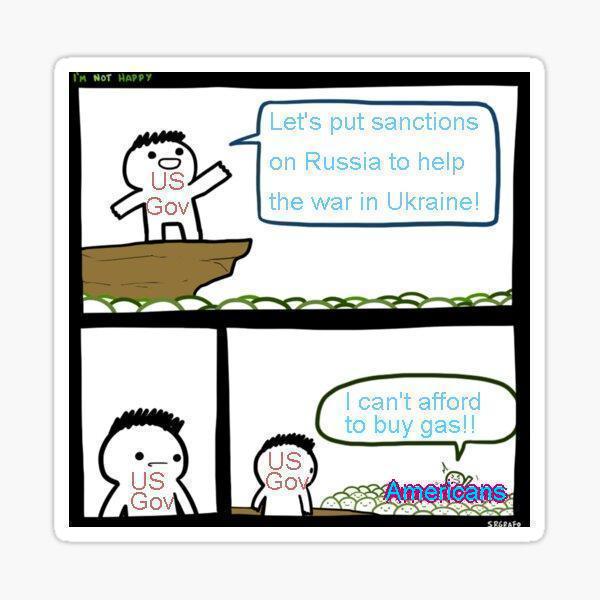 I'M NOT HAPPY
Let's put sanctions
on Russia to help
the war in Ukraine!
US
Gov
US
Gov
I can't afford
to buy gas!!
US
Gov
Americans
SRGRAFO